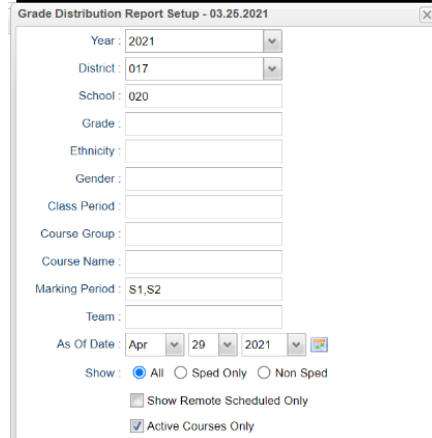 Grade Distribution Report Setup - 03.25.2021
Year : 2021
District : 017
School : 020
Grade :
Ethnicity :
Gender :
Class Period :
Course Group :
Course Name :
Marking Period : S1,S2
Team :
As Of Date : Apr 29 2021
Show : All Sped Only Non Sped
Show Remote Scheduled Only
Active Courses Only